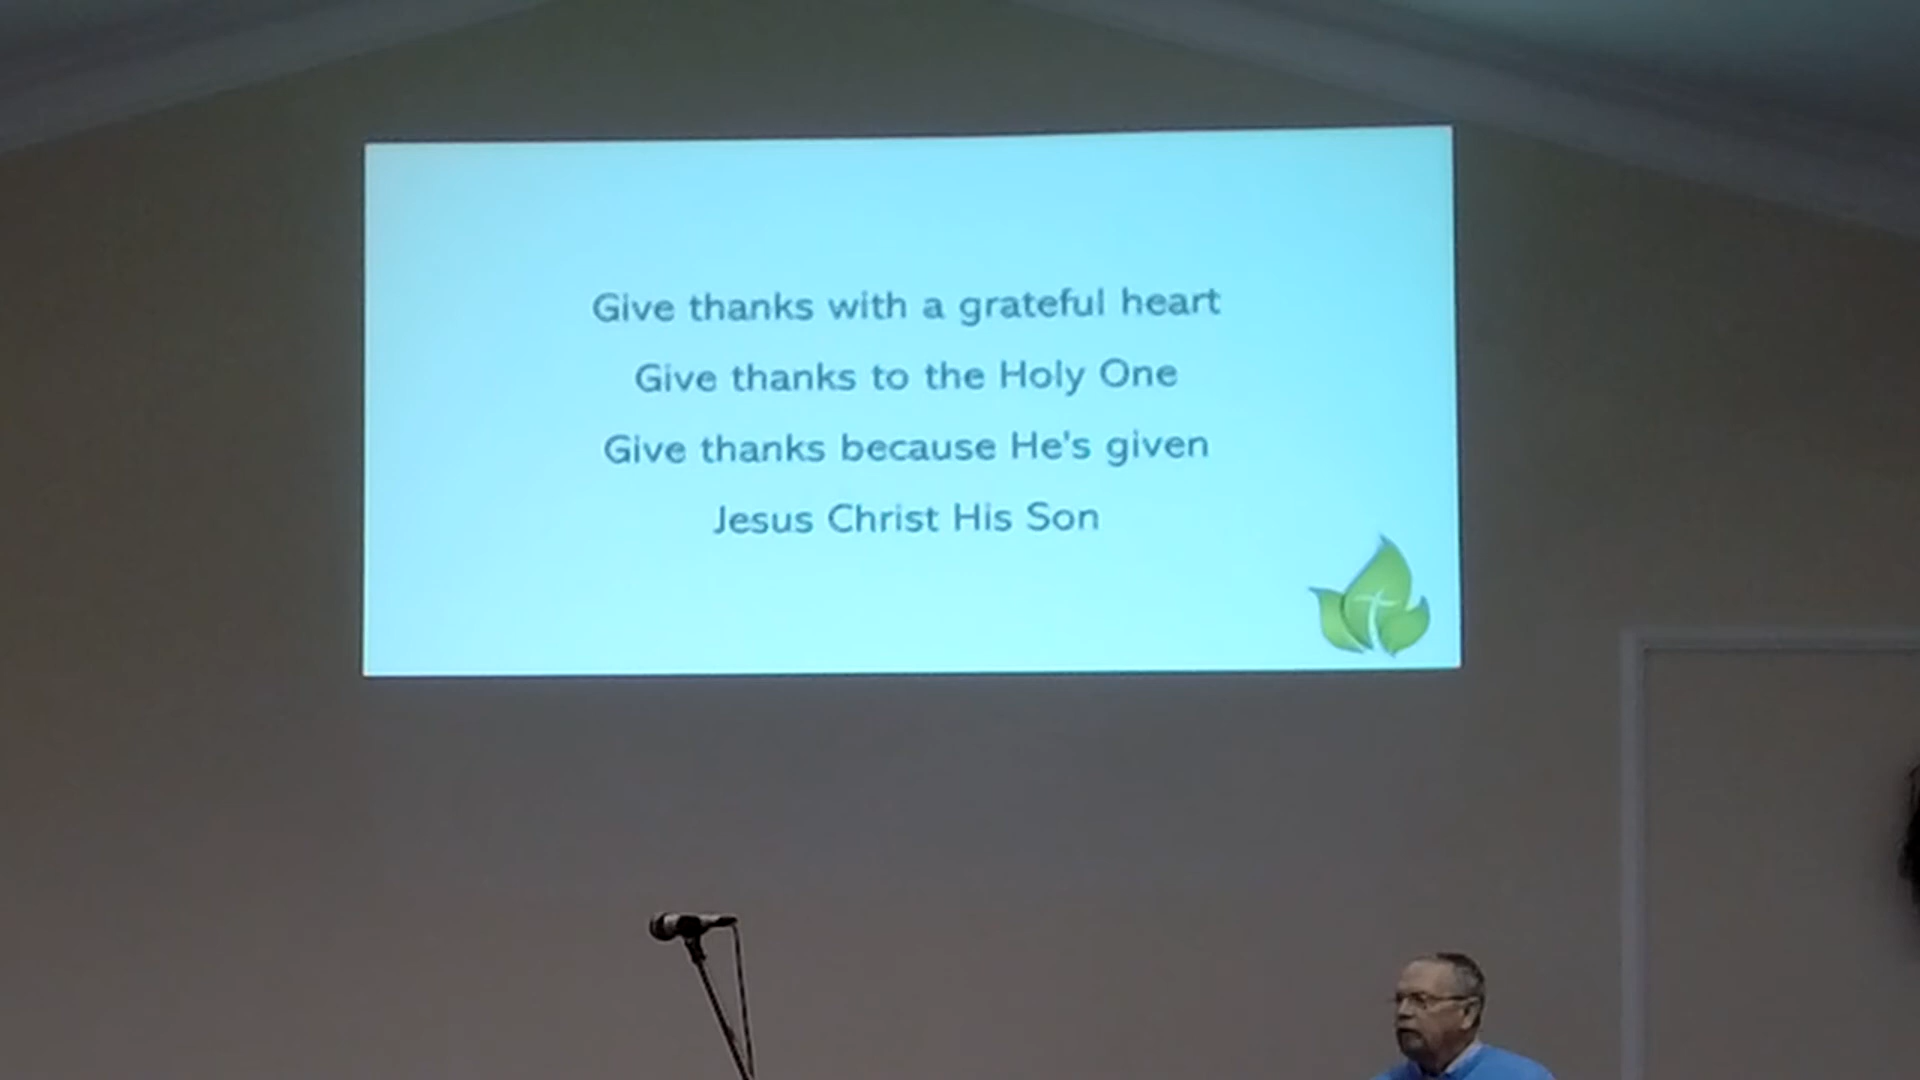 Give thanks with a grateful heart
Give thanks to the Holy One
Give thanks because He's given
Jesus Christ His Son